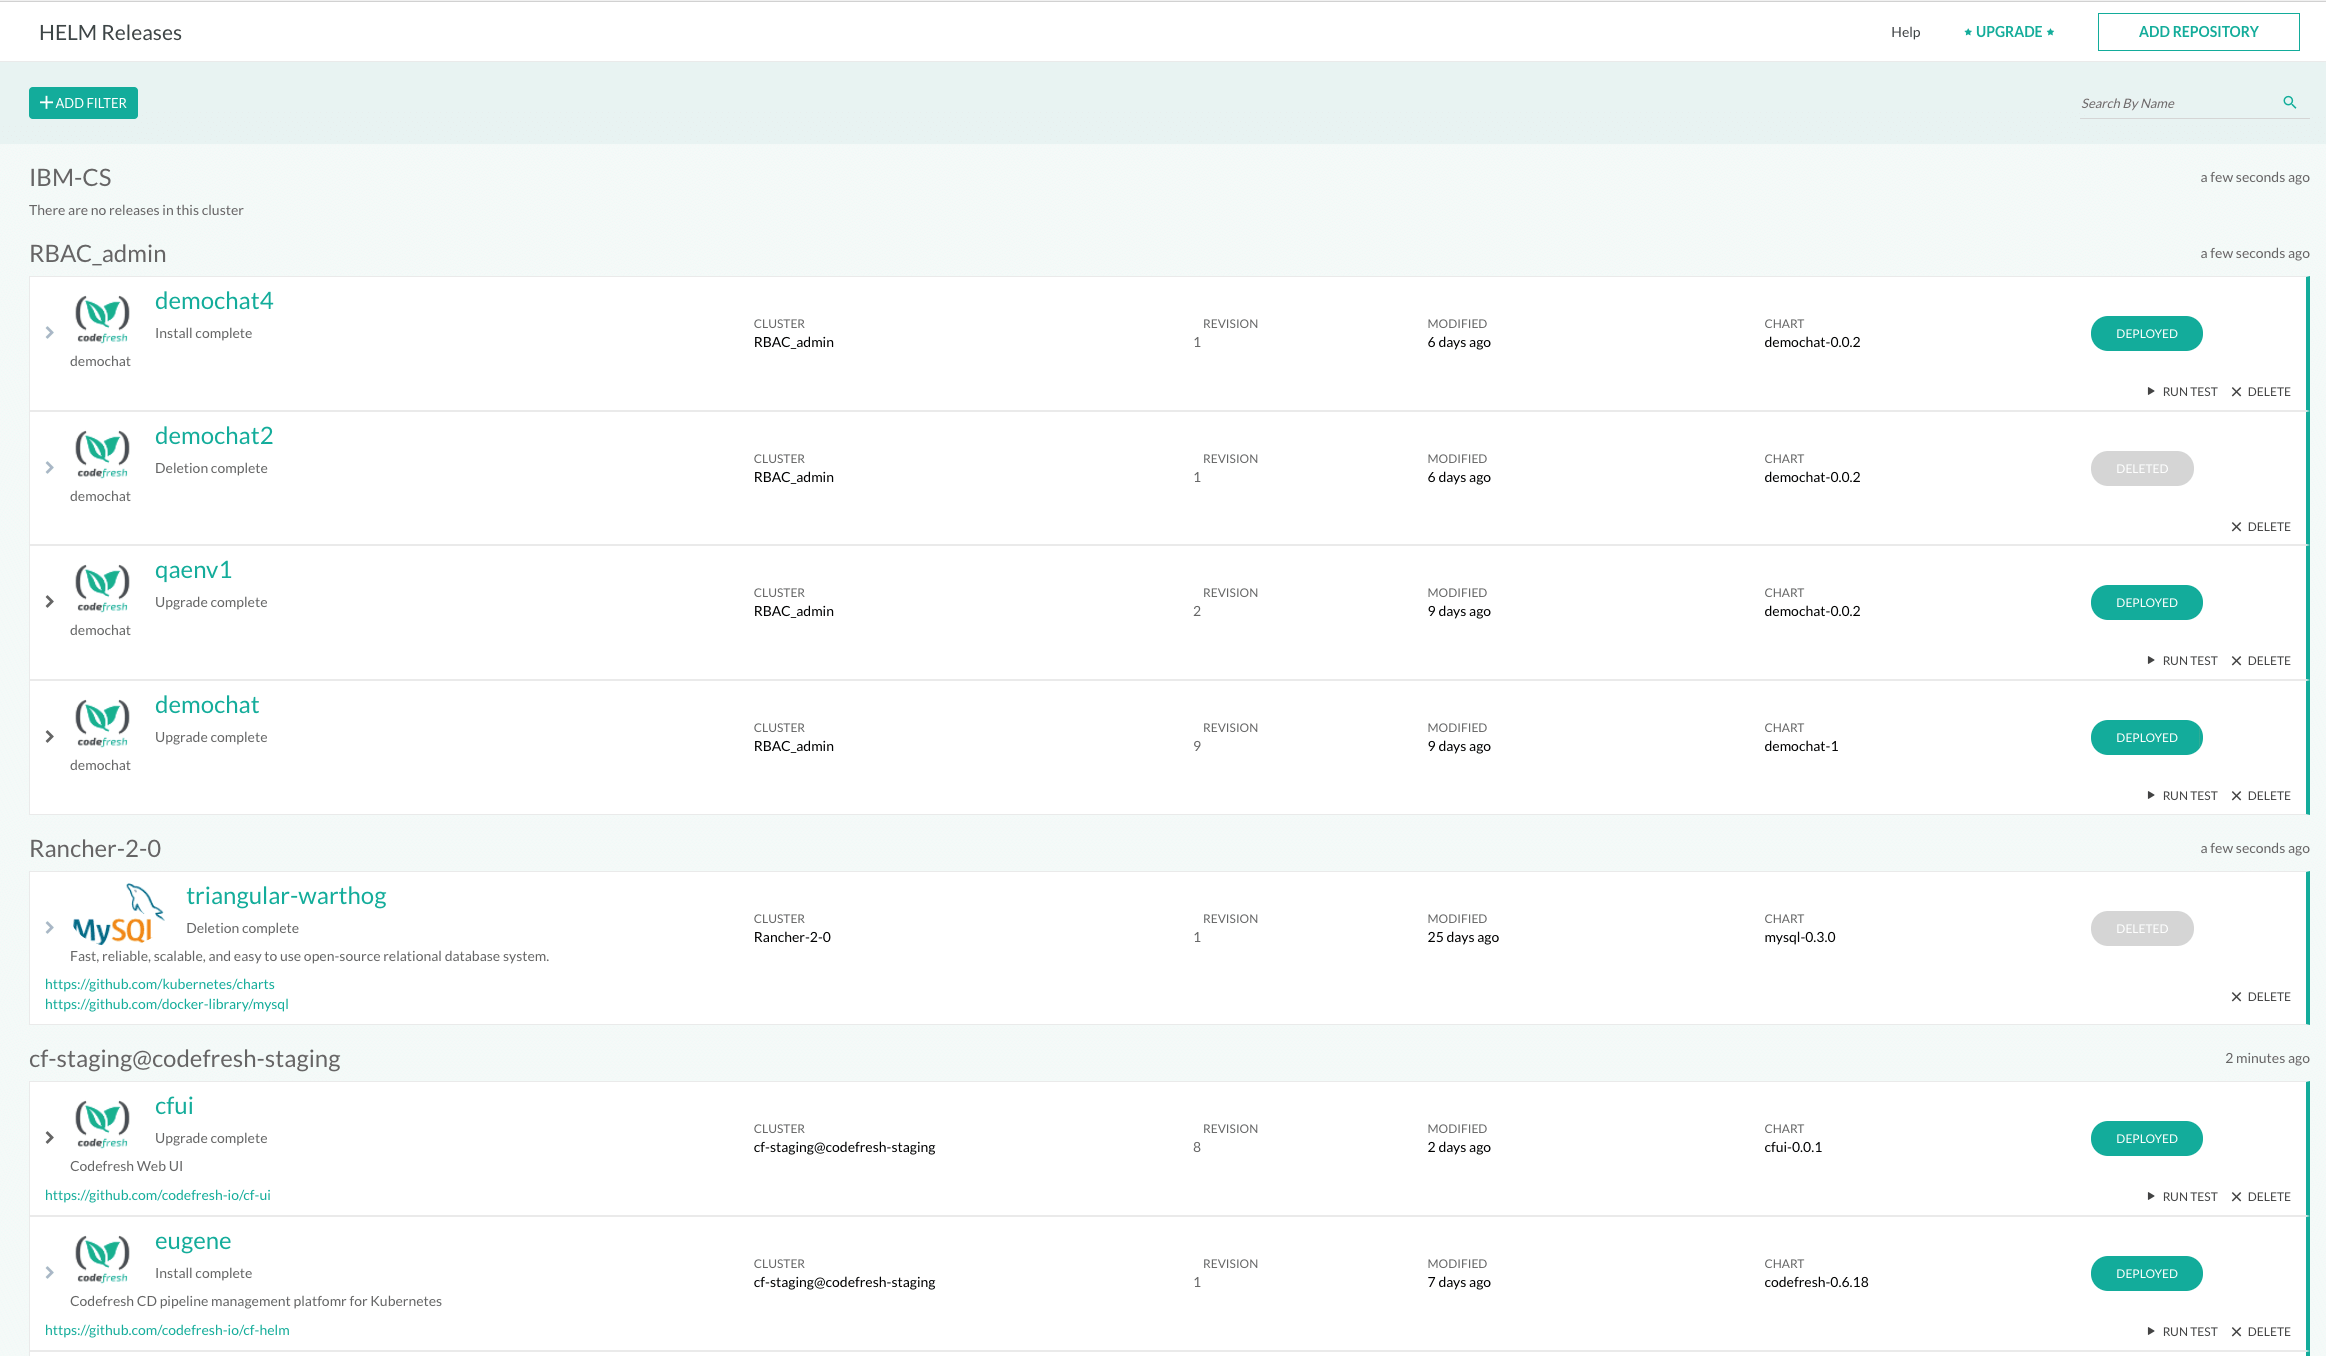 HELM Releases
Help
* UPGRADE *
ADD REPOSITORY
+ ADD FILTER
Search By Name
IBM-CS
a few seconds ago
There are no releases in this cluster
RBAC_admin
a few seconds ago
demochat4
Install complete
codefresh
demochat
CLUSTER
RBAC_admin
REVISION
1
MODIFIED
6 days ago
CHART
demochat-0.0.2
DEPLOYED
RUN TEST
DELETE
demochat2
Deletion complete
codefresh
demochat
CLUSTER
RBAC_admin
REVISION
1
MODIFIED
6 days ago
CHART
demochat-0.0.2
DELETED
DELETE
qaenv1
Upgrade complete
codefresh
demochat
CLUSTER
RBAC_admin
REVISION
2
MODIFIED
9 days ago
CHART
demochat-0.0.2
DEPLOYED
RUN TEST
DELETE
demochat
Upgrade complete
codefresh
demochat
CLUSTER
RBAC_admin
REVISION
9
MODIFIED
9 days ago
CHART
demochat-1
DEPLOYED
RUN TEST
DELETE
Rancher-2-0
a few seconds ago
triangular-warthog
Deletion complete
MySQl
Fast, reliable, scalable, and easy to use open-source relational database system.
https://github.com/kubernetes/charts
https://github.com/docker-library/mysql
CLUSTER
Rancher-2-0
REVISION
1
MODIFIED
25 days ago
CHART
mysql-0.3.0
DELETED
DELETE
cf-staging@codefresh-staging
2 minutes ago
cfui
Upgrade complete
codefresh
Codefresh Web UI
https://github.com/codefresh-io/cf-ui
CLUSTER
cf-staging@codefresh-staging
REVISION
8
MODIFIED
2 days ago
CHART
cfui-0.0.1
DEPLOYED
RUN TEST
DELETE
eugene
Install complete
codefresh
Codefresh CD pipeline management platfomr for Kubernetes
https://github.com/codefresh-io/cf-helm
CLUSTER
cf-staging@codefresh-staging
REVISION
1
MODIFIED
7 days ago
CHART
codefresh-0.6.18
DEPLOYED
RUN TEST
DELETE